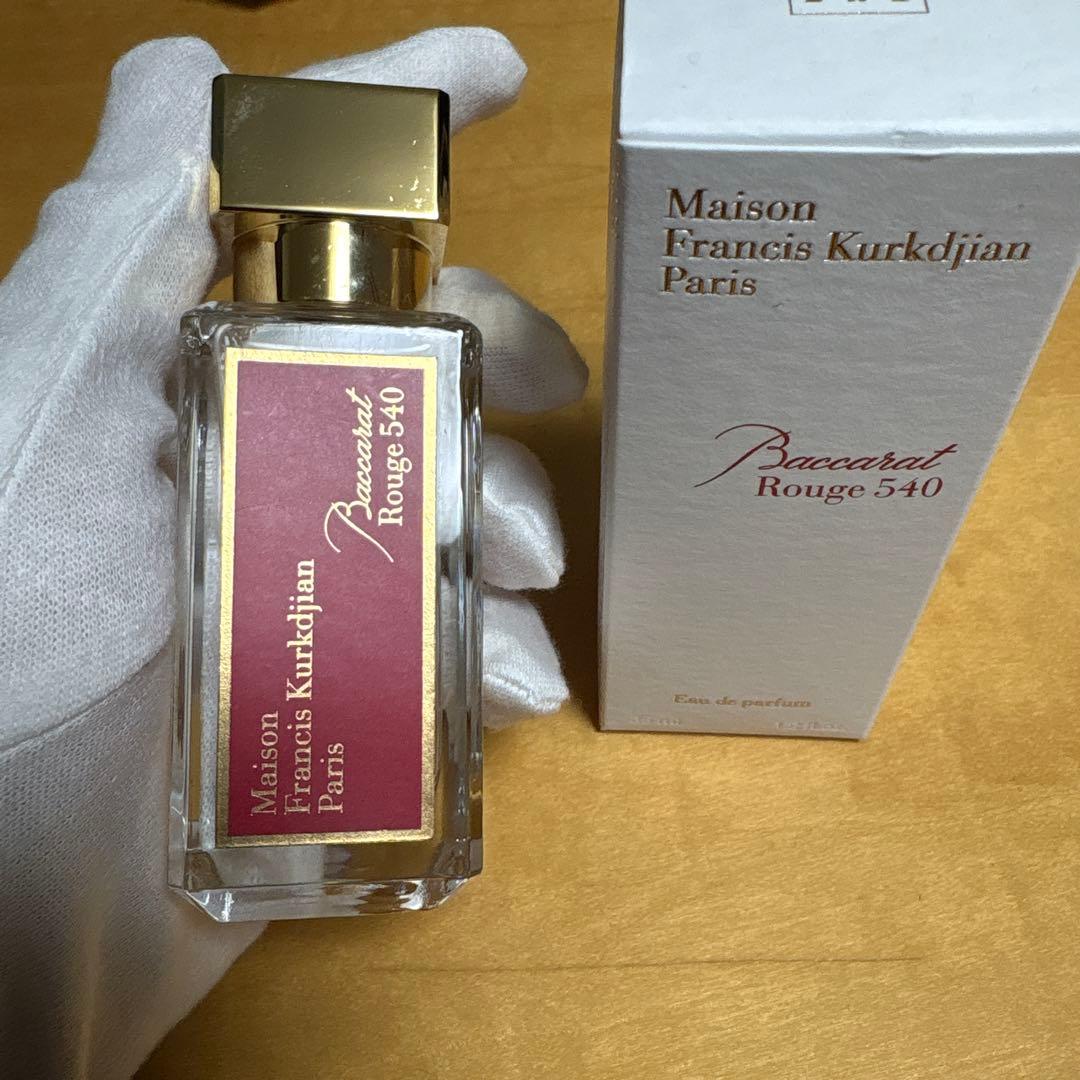 Maison
Francis Kurkdjian
Paris
Baccarat
Rouge 540
Maison
Francis Kurkdjian
Paris
Baccarat
Rouge 540
Eau de parfum